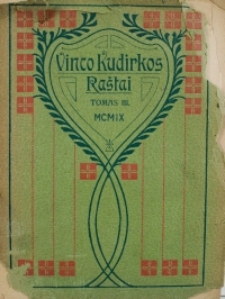 Vinco Kudirkos
Raštai
TOMAS III.
MCMIX